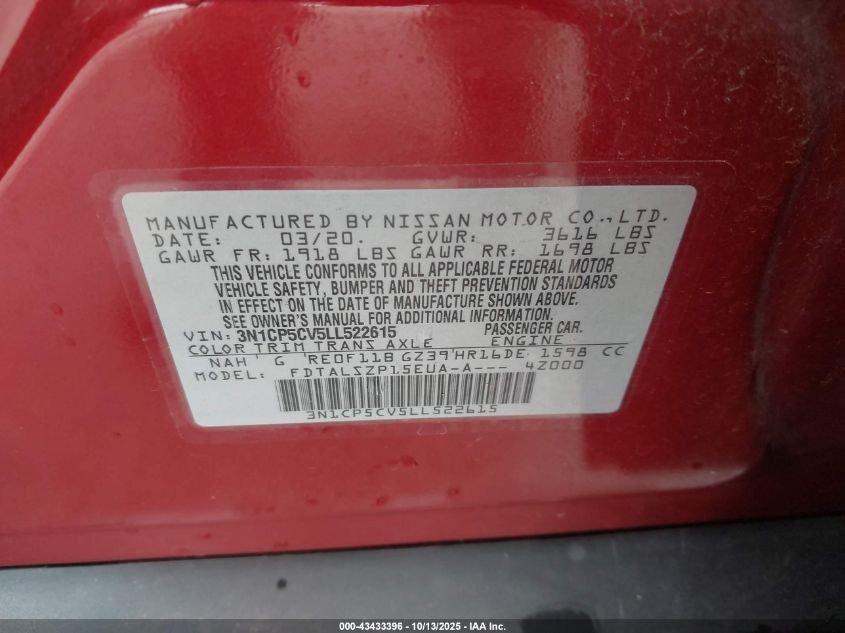 MANUFACTURED BY NISSAN MOTOR CO., LTD.
DATE: 03/20. GVWR: 3616 LBS
GAWR FR: 1918 LBS GAWR RR: 1698 LBS
THIS VEHICLE CONFORMS TO ALL APPLICABLE FEDERAL MOTOR
VEHICLE SAFETY, BUMPER AND THEFT PREVENTION STANDARDS
IN EFFECT ON THE DATE OF MANUFACTURE SHOWN ABOVE.
SEE OWNER'S MANUAL FOR ADDITIONAL INFORMATION.
VIN: 3N1CP5CV5LL522615 PASSENGER CAR.
COLOR TRIM TRANS AXLE ENGINE
NAH G RE0F11B GZ39 HR16DE 1598 CC
MODEL: FDTALSZP15EUA-A--- 4Z000
3N1CP5CV5LL522615
000-43433396 - 10/13/2025 - IAA Inc.